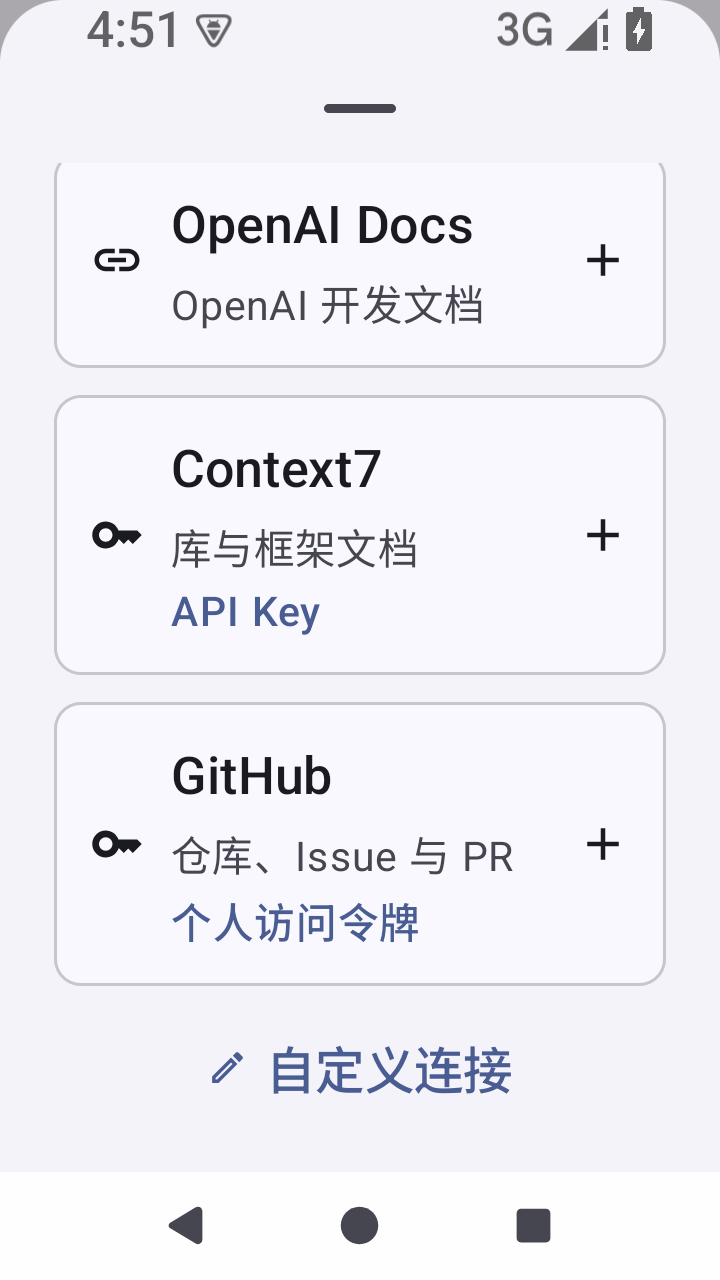 4:51
3G
OpenAI Docs
OpenAI 开发文档
Context7
库与框架文档
API Key
GitHub
仓库、Issue 与 PR
个人访问令牌
自定义连接